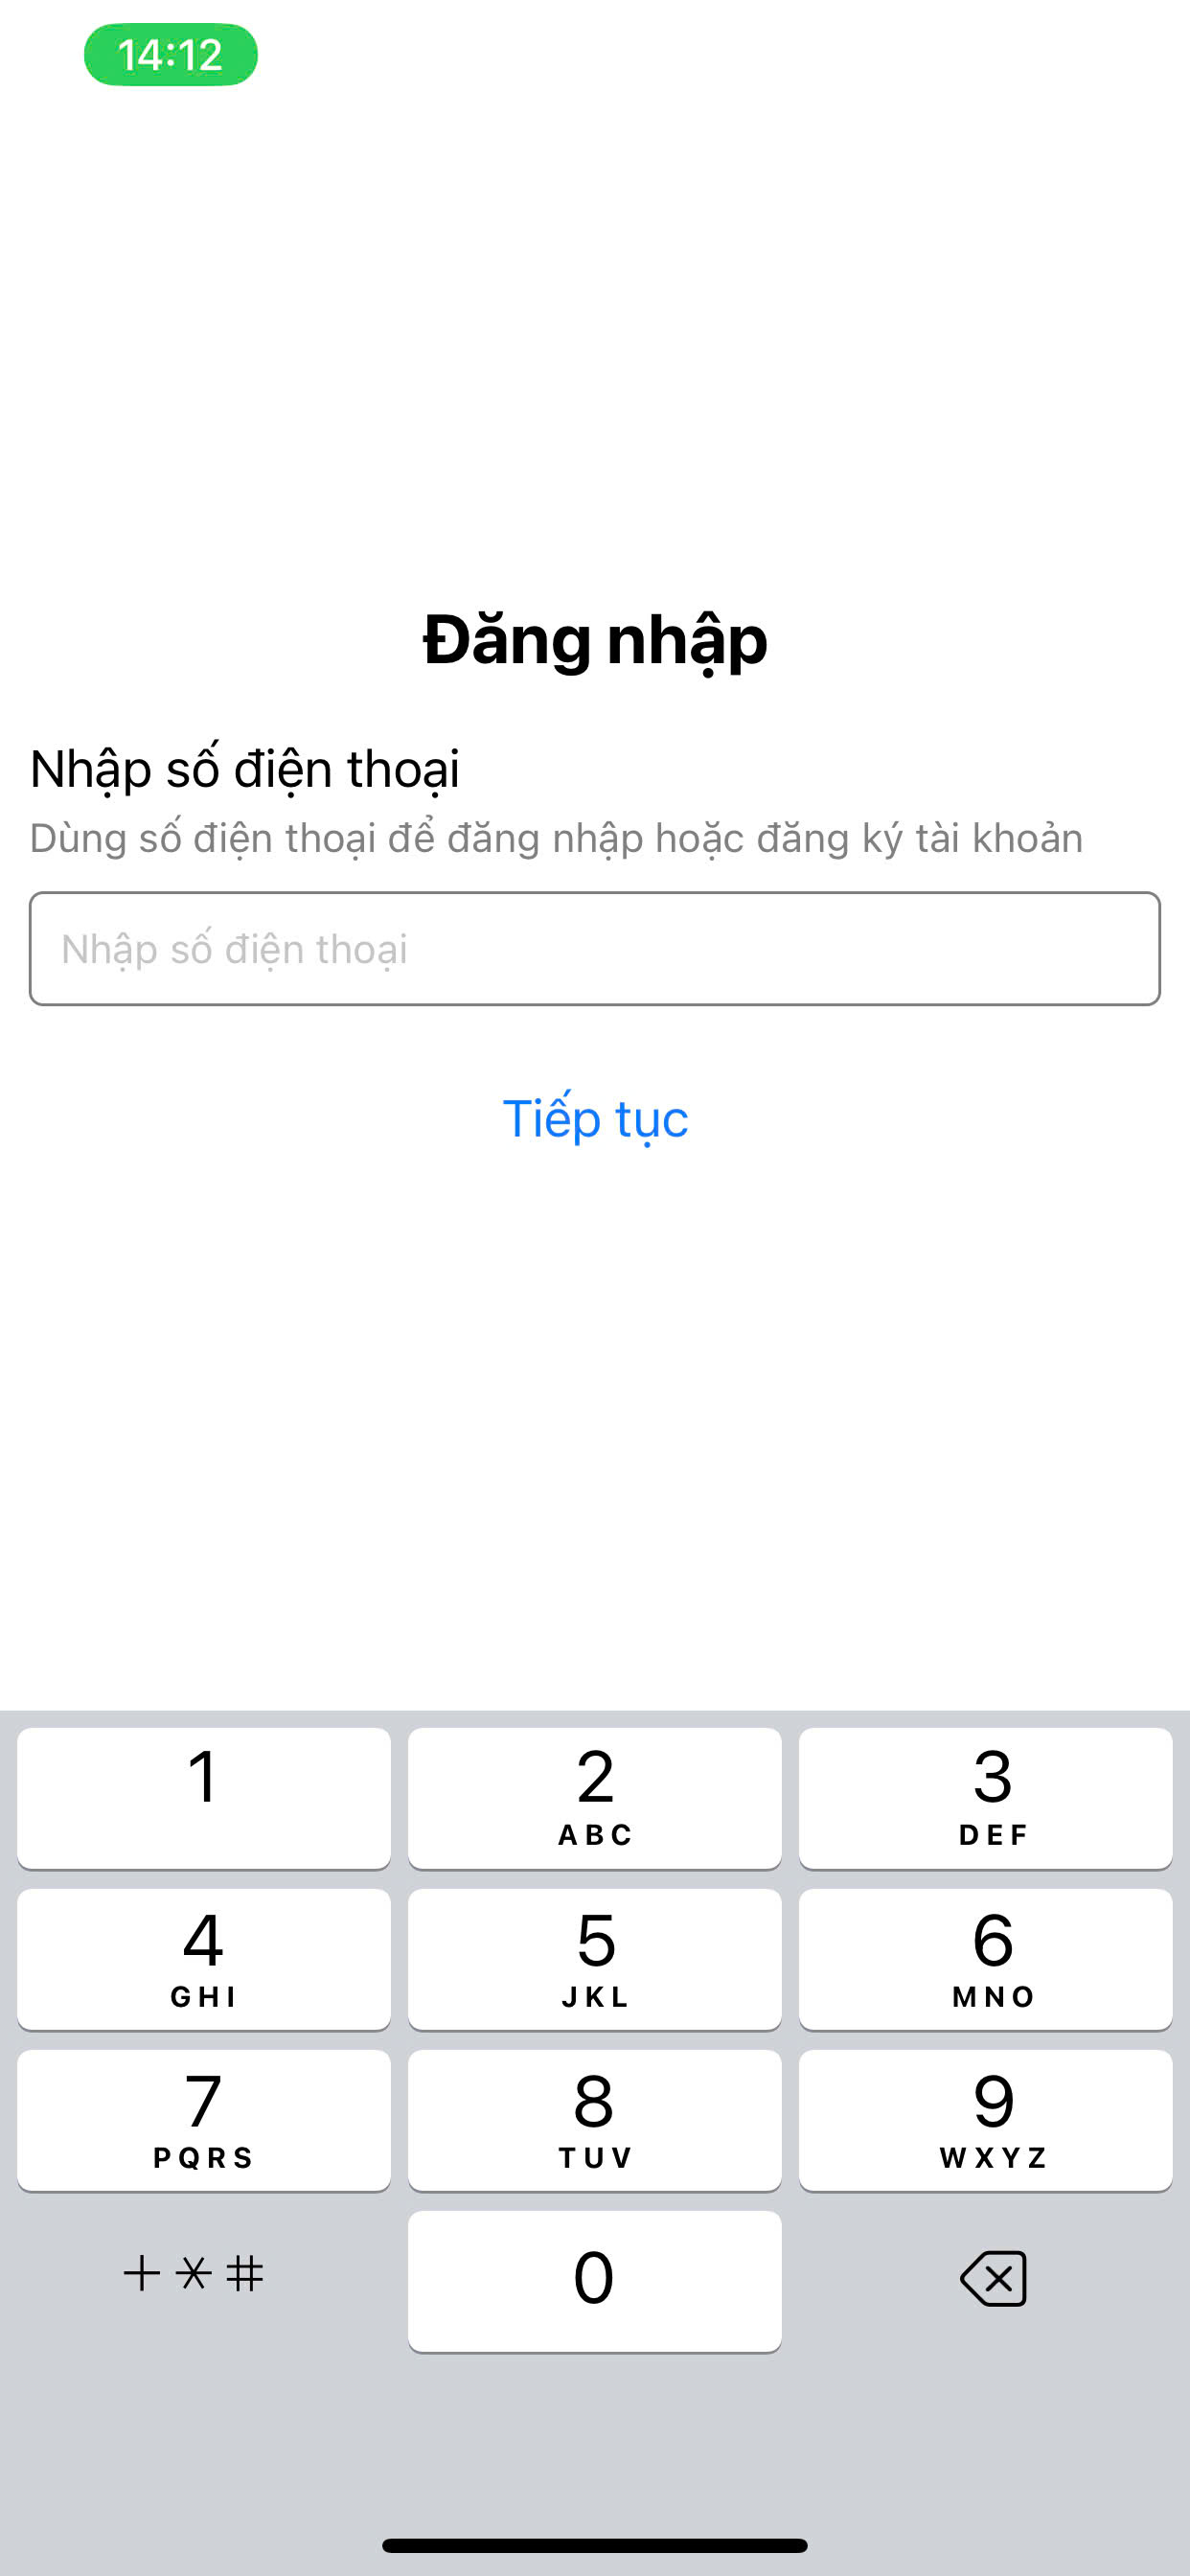 14:12
Đăng nhập
Nhập số điện thoại
Dùng số điện thoại để đăng nhập hoặc đăng ký tài khoản
Nhập số điện thoại
Tiếp tục
1 2 3
ABC DEF
4 5 6
GHI JKL MNO
7 8 9
PQRS TUV WXYZ
+*# 0